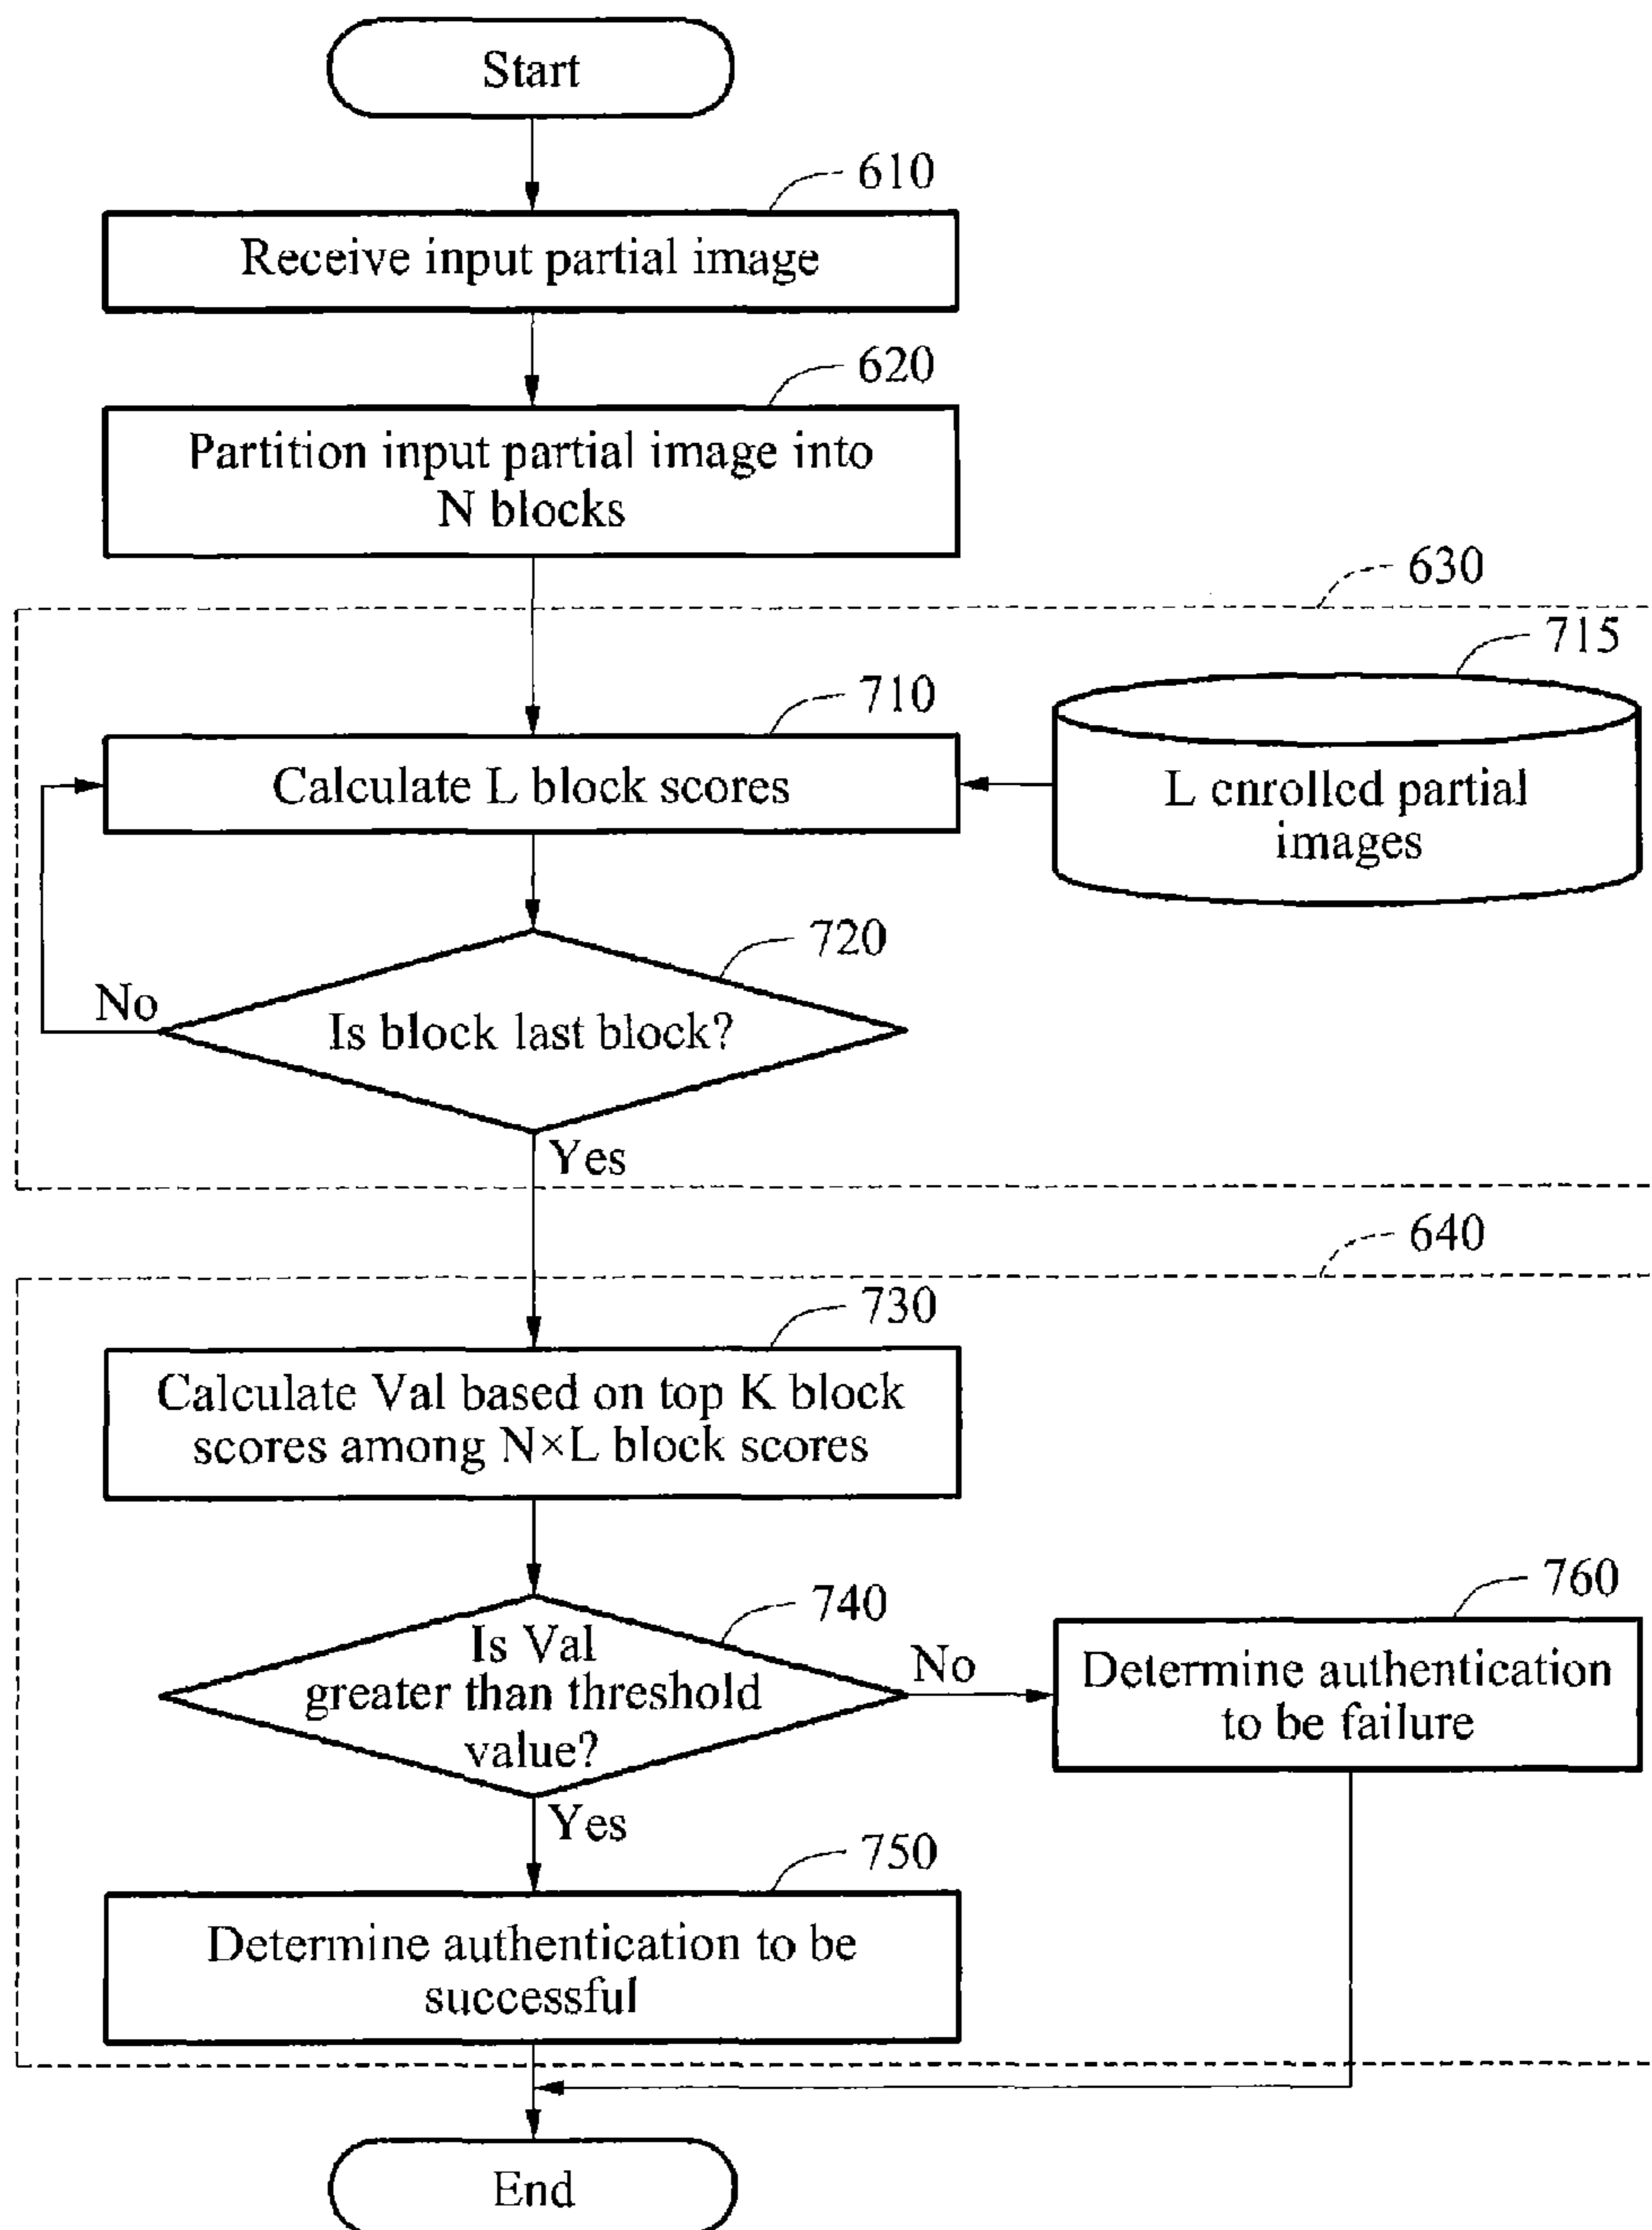 Start
610
Receive input partial image
620
Partition input partial image into
N blocks
630
715
710
Calculate L block scores
L enrolled partial
images
720
No
Is block last block?
Yes
640
730
Calculate Val based on top K block
scores among N×L block scores
740
760
Is Val
greater than threshold
value?
No
Determine authentication
to be failure
Yes
750
Determine authentication to be
successful
End